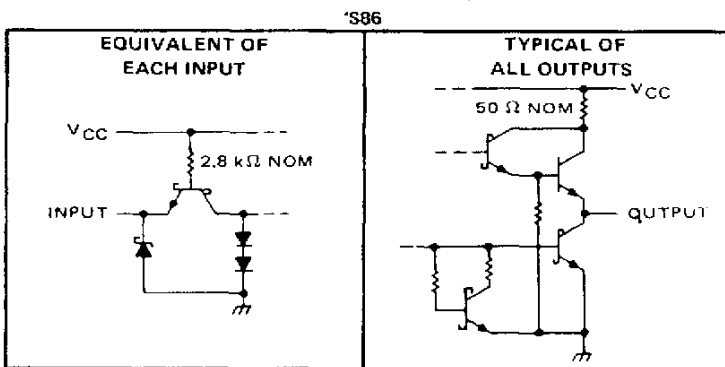 'S86
EQUIVALENT OF
EACH INPUT
VCC
2.8 kΩ NOM
INPUT
TYPICAL OF
ALL OUTPUTS
VCC
50 Ω NOM
OUTPUT